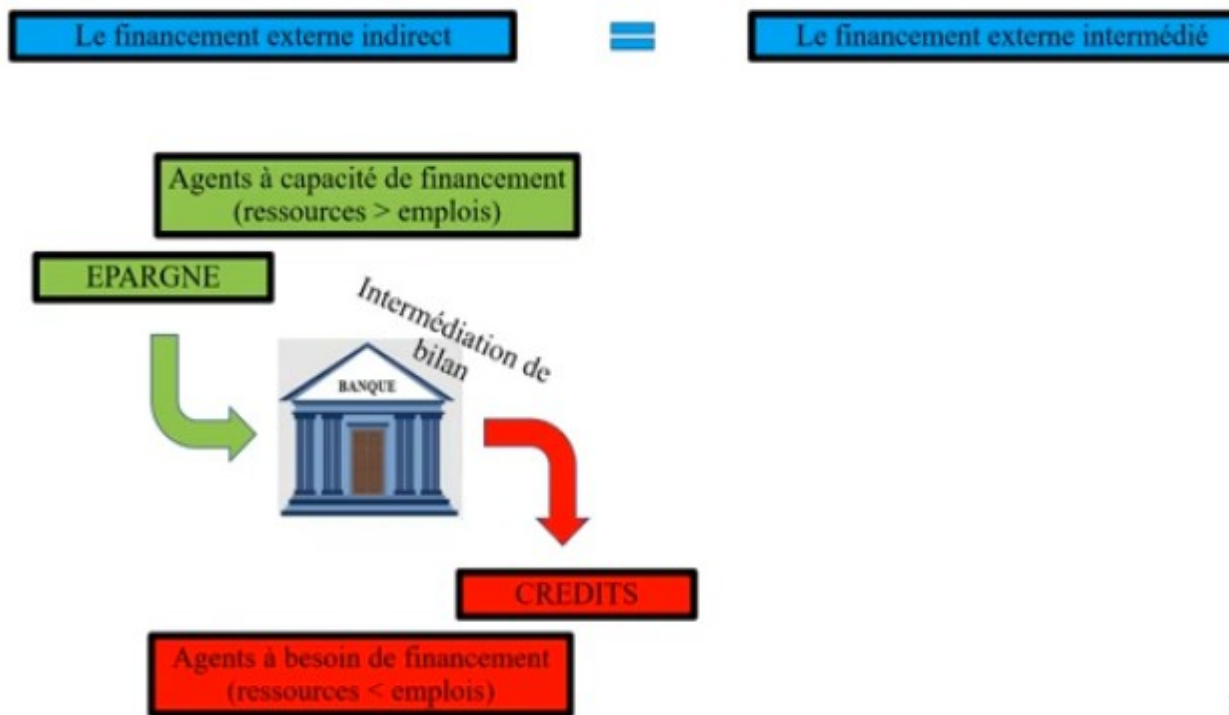 Le financement externe indirect
=
Le financement externe intermédié
Agents à capacité de financement
(ressources > emplois)
EPARGNE
Intermédiation de
bilan
BANQUE
CREDITS
Agents à besoin de financement
(ressources < emplois)